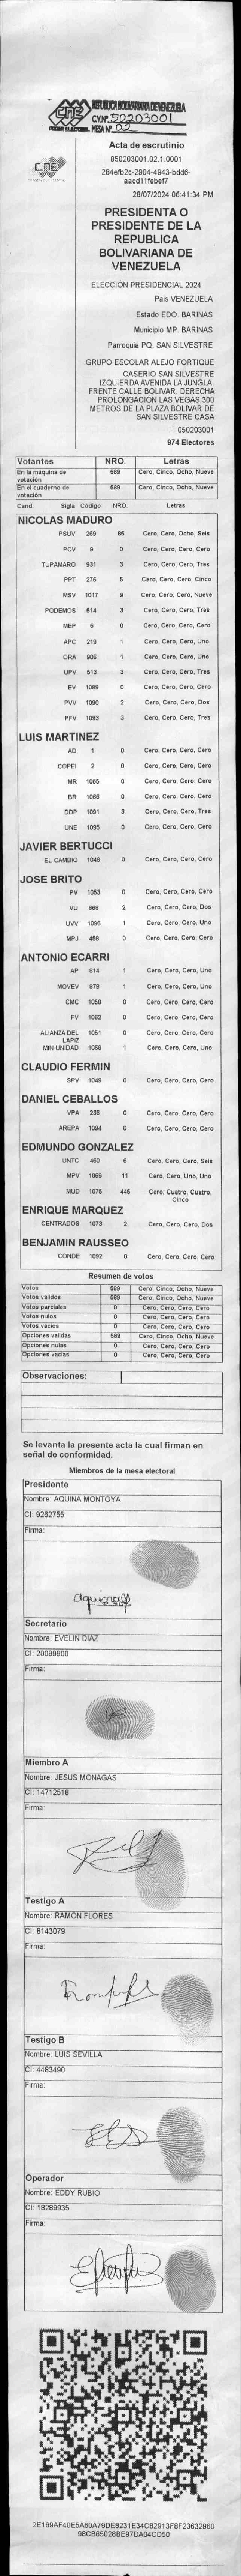 REPUBLICA BOLIVARIANA DE VENEZUELA
CNE
CV.Nº 50203001
PODER ELECTORAL MESA Nº 02
CNE
Acta de escrutinio
050203001.02.1.0001
284efb2c-2904-4943-bdd6-
aacd11febef7
28/07/2024 06:41:34 PM
PRESIDENTA O
PRESIDENTE DE LA
REPUBLICA
BOLIVARIANA DE
VENEZUELA
ELECCIÓN PRESIDENCIAL 2024
País VENEZUELA
Estado EDO. BARINAS
Municipio MP. BARINAS
Parroquia PQ. SAN SILVESTRE
GRUPO ESCOLAR ALEJO FORTIQUE
CASERIO SAN SILVESTRE
IZQUIERDA AVENIDA LA JUNGLA.
FRENTE CALLE BOLIVAR. DERECHA
PROLONGACIÓN LAS VEGAS 300
METROS DE LA PLAZA BOLIVAR DE
SAN SILVESTRE CASA
050203001
974 Electores
Votantes NRO. Letras
En la máquina de votación 589 Cero, Cinco, Ocho, Nueve
En el cuaderno de votación 589 Cero, Cinco, Ocho, Nueve
Cand. Sigla Código NRO. Letras
NICOLAS MADURO
PSUV 269 86 Cero, Cero, Ocho, Seis
PCV 9 0 Cero, Cero, Cero, Cero
TUPAMARO 931 3 Cero, Cero, Cero, Tres
PPT 276 5 Cero, Cero, Cero, Cinco
MSV 1017 9 Cero, Cero, Cero, Nueve
PODEMOS 514 3 Cero, Cero, Cero, Tres
MEP 6 0 Cero, Cero, Cero, Cero
APC 219 1 Cero, Cero, Cero, Uno
ORA 906 1 Cero, Cero, Cero, Uno
UPV 513 3 Cero, Cero, Cero, Tres
EV 1089 0 Cero, Cero, Cero, Cero
PVV 1090 2 Cero, Cero, Cero, Dos
PFV 1093 3 Cero, Cero, Cero, Tres
LUIS MARTINEZ
AD 1 0 Cero, Cero, Cero, Cero
COPEI 2 0 Cero, Cero, Cero, Cero
MR 1065 0 Cero, Cero, Cero, Cero
BR 1066 0 Cero, Cero, Cero, Cero
DDP 1091 3 Cero, Cero, Cero, Tres
UNE 1095 0 Cero, Cero, Cero, Cero
JAVIER BERTUCCI
EL CAMBIO 1048 0 Cero, Cero, Cero, Cero
JOSE BRITO
PV 1053 0 Cero, Cero, Cero, Cero
VU 868 2 Cero, Cero, Cero, Dos
UVV 1096 1 Cero, Cero, Cero, Uno
MPJ 458 0 Cero, Cero, Cero, Cero
ANTONIO ECARRI
AP 814 1 Cero, Cero, Cero, Uno
MOVEV 878 1 Cero, Cero, Cero, Uno
CMC 1050 0 Cero, Cero, Cero, Cero
FV 1062 0 Cero, Cero, Cero, Cero
ALIANZA DEL LAPIZ 1051 0 Cero, Cero, Cero, Cero
MIN UNIDAD 1069 1 Cero, Cero, Cero, Uno
CLAUDIO FERMIN
SPV 1049 0 Cero, Cero, Cero, Cero
DANIEL CEBALLOS
VPA 236 0 Cero, Cero, Cero, Cero
AREPA 1094 0 Cero, Cero, Cero, Cero
EDMUNDO GONZALEZ
UNTC 460 6 Cero, Cero, Cero, Seis
MPV 1069 11 Cero, Cero, Uno, Uno
MUD 1075 445 Cero, Cuatro, Cuatro, Cinco
ENRIQUE MARQUEZ
CENTRADOS 1073 2 Cero, Cero, Cero, Dos
BENJAMIN RAUSSEO
CONDE 1092 0 Cero, Cero, Cero, Cero
Resumen de votos
Votos 589 Cero, Cinco, Ocho, Nueve
Votos validos 589 Cero, Cinco, Ocho, Nueve
Votos parciales 0 Cero, Cero, Cero, Cero
Votos nulos 0 Cero, Cero, Cero, Cero
Votos vacíos 0 Cero, Cero, Cero, Cero
Opciones validas 589 Cero, Cinco, Ocho, Nueve
Opciones nulas 0 Cero, Cero, Cero, Cero
Opciones vacias 0 Cero, Cero, Cero, Cero
Observaciones:
Se levanta la presente acta la cual firman en
señal de conformidad.
Miembros de la mesa electoral
Presidente
Nombre: AQUINA MONTOYA
CI: 9262755
Firma:
Secretario
Nombre: EVELIN DIAZ
CI: 20099900
Firma:
Miembro A
Nombre: JESUS MONAGAS
CI: 14712518
Firma:
Testigo A
Nombre: RAMON FLORES
CI: 8143079
Firma:
Testigo B
Nombre: LUIS SEVILLA
CI: 4483490
Firma:
Operador
Nombre: EDDY RUBIO
CI: 18289935
Firma:
2E169AF40E5A60A79DE8231E34C82913F8F23632960
98CB65028BE97DA04CD50